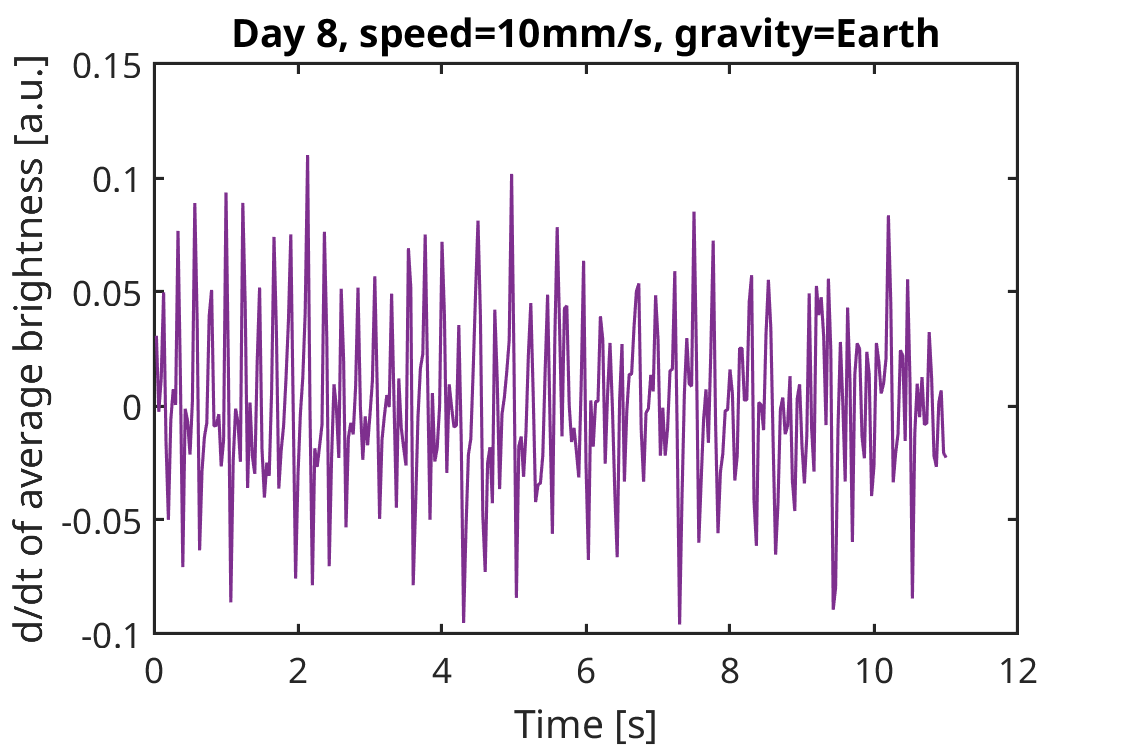 Day 8, speed=10mm/s, gravity=Earth
d/dt of average brightness [a.u.]
0.15
0.1
0.05
0
-0.05
-0.1
0 2 4 6 8 10 12
Time [s]